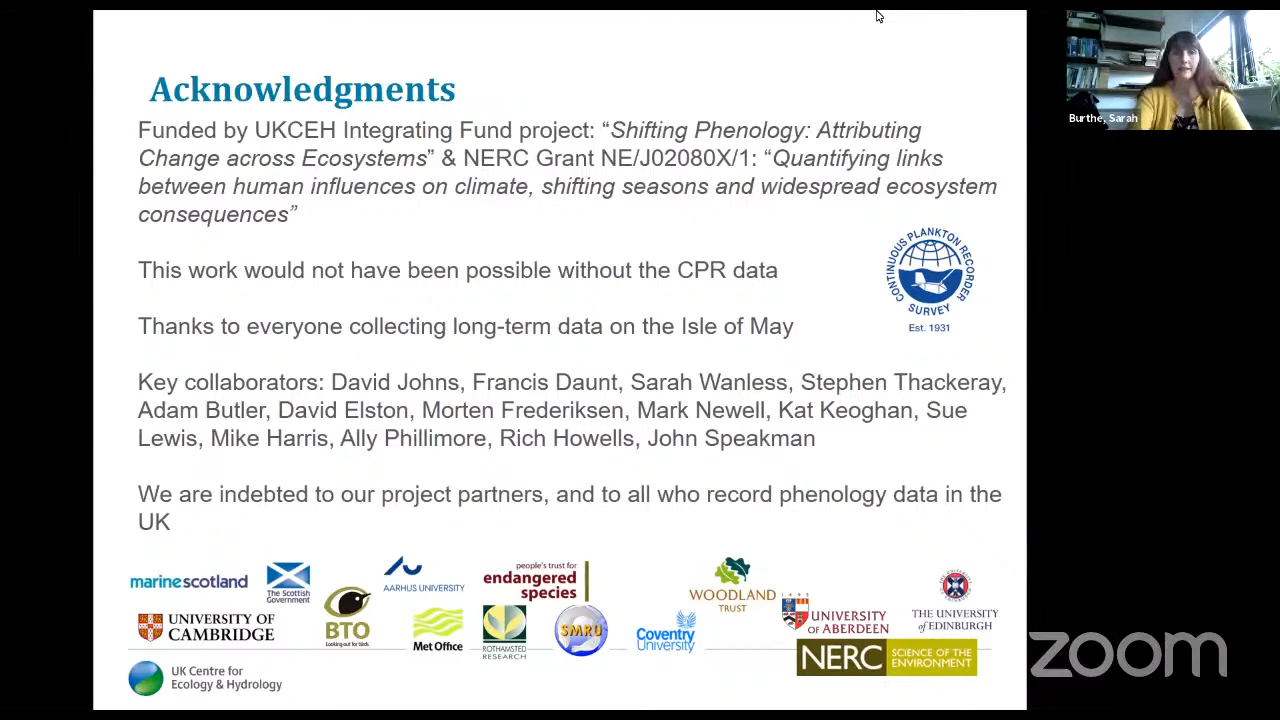 Acknowledgments
Funded by UKCEH Integrating Fund project: “Shifting Phenology: Attributing
Change across Ecosystems” & NERC Grant NE/J02080X/1: “Quantifying links
between human influences on climate, shifting seasons and widespread ecosystem
consequences”
This work would not have been possible without the CPR data
CONTINUOUS PLANKTON RECORDER
SURVEY
Est. 1931
Thanks to everyone collecting long-term data on the Isle of May
Key collaborators: David Johns, Francis Daunt, Sarah Wanless, Stephen Thackeray,
Adam Butler, David Elston, Morten Frederiksen, Mark Newell, Kat Keoghan, Sue
Lewis, Mike Harris, Ally Phillimore, Rich Howells, John Speakman
We are indebted to our project partners, and to all who record phenology data in the
UK
marinescotland
The Scottish
Government
AARHUS UNIVERSITY
people's trust for
endangered
species
WOODLAND
TRUST
1495
UNIVERSITY
OF ABERDEEN
THE UNIVERSITY
of EDINBURGH
UNIVERSITY OF
CAMBRIDGE
BTO
Looking out for birds
Met Office
ROTHAMSTED
RESEARCH
SMRU
Coventry
University
NERC
SCIENCE OF THE
ENVIRONMENT
UK Centre for
Ecology & Hydrology
Burthe, Sarah
zoom